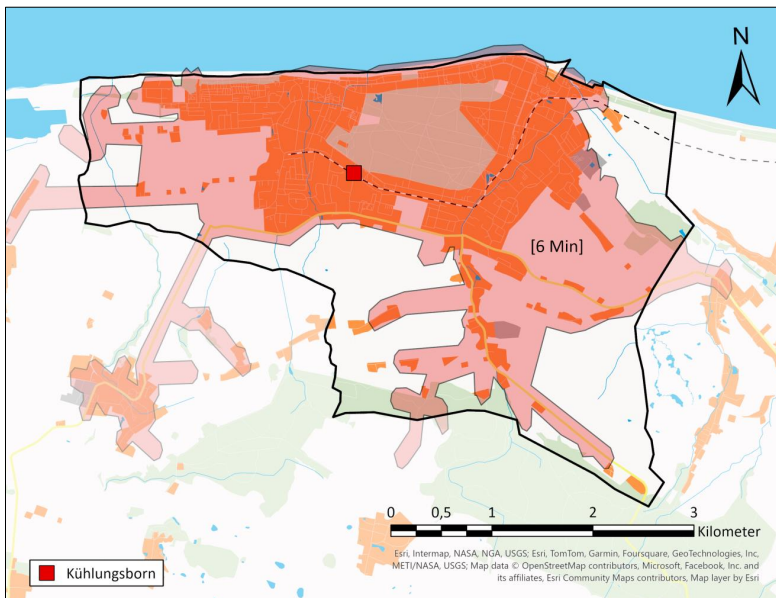 N
[6 Min]
0 0,5 1 2 3
Kilometer
Esri, Intermap, NASA, NGA, USGS; Esri, TomTom, Garmin, Foursquare, GeoTechnologies, Inc,
METI/NASA, USGS; Map data © OpenStreetMap contributors, Microsoft, Facebook, Inc. and
its affiliates, Esri Community Maps contributors, Map layer by Esri
Kühlungsborn